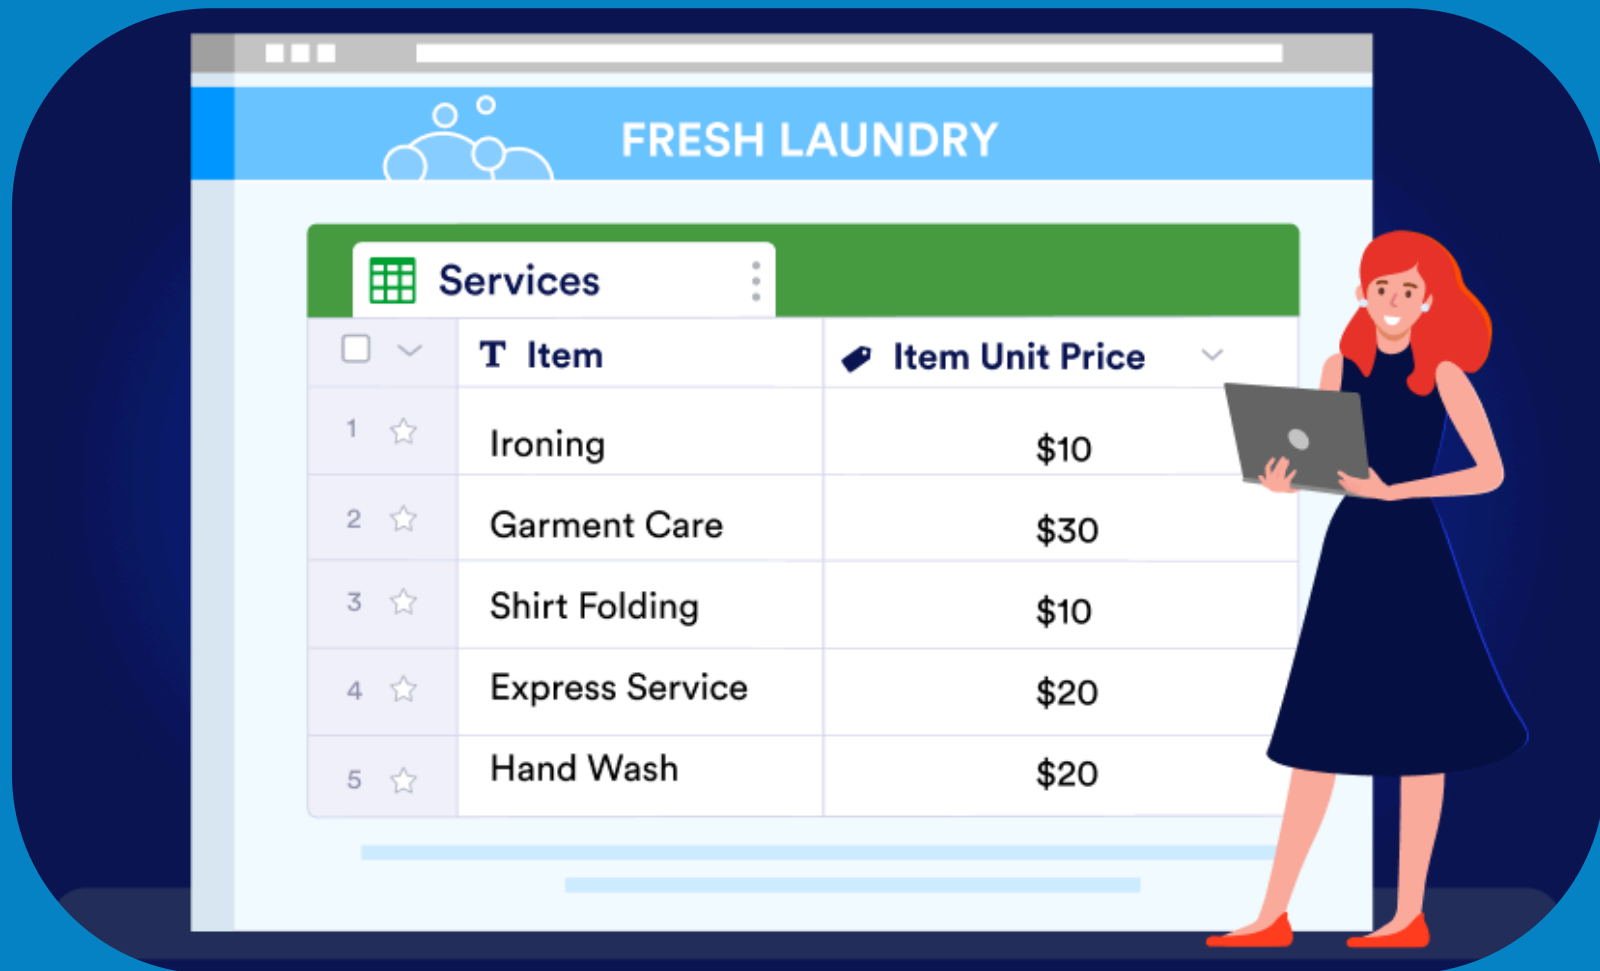 FRESH LAUNDRY
Services
T Item Item Unit Price
1 Ironing $10
2 Garment Care $30
3 Shirt Folding $10
4 Express Service $20
5 Hand Wash $20